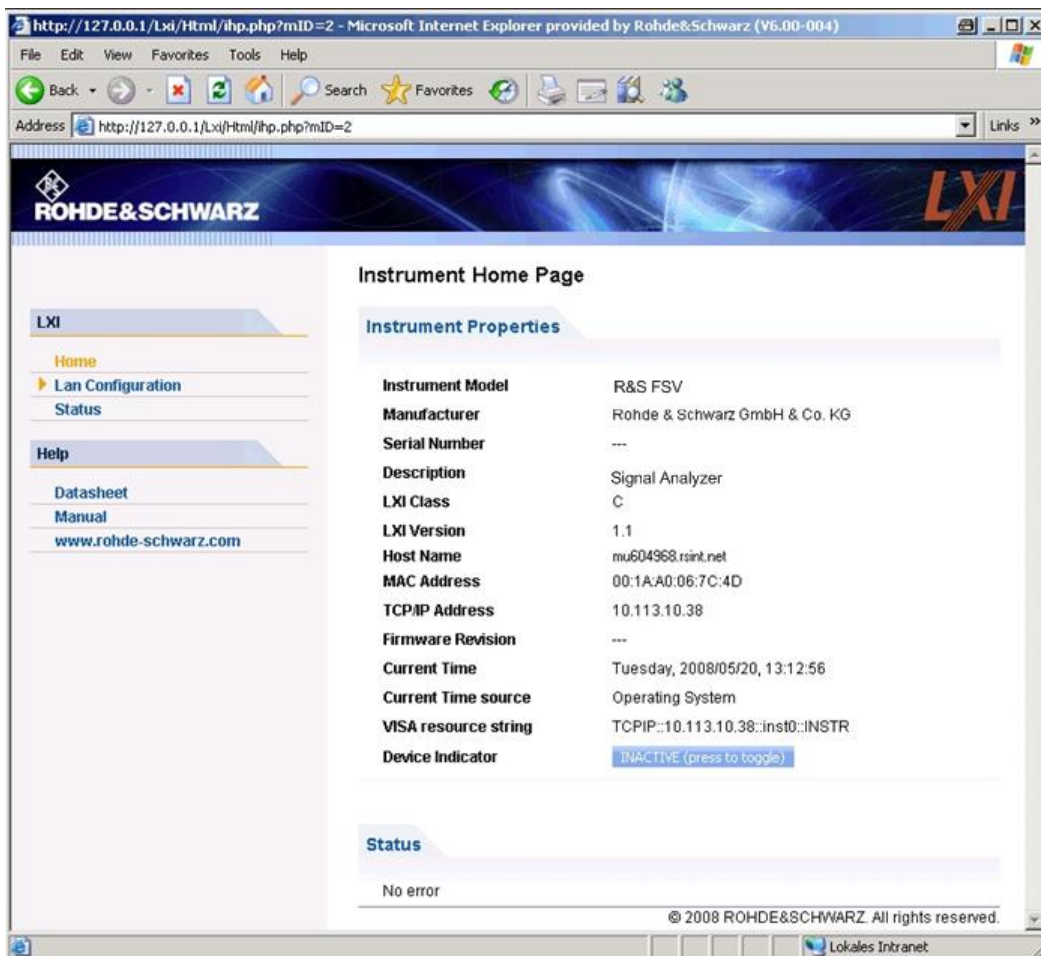 http://127.0.0.1/Lxi/Html/ihp.php?mID=2 - Microsoft Internet Explorer provided by Rohde&Schwarz (V6.00-004)
File Edit View Favorites Tools Help
Back Search Favorites
Address http://127.0.0.1/Lxi/Html/ihp.php?mID=2 Links »
R&S
ROHDE&SCHWARZ
LXI
Instrument Home Page
LXI
Home
Lan Configuration
Status
Help
Datasheet
Manual
www.rohde-schwarz.com
Instrument Properties
Instrument Model R&S FSV
Manufacturer Rohde & Schwarz GmbH & Co. KG
Serial Number ---
Description Signal Analyzer
LXI Class C
LXI Version 1.1
Host Name mu604968.rsint.net
MAC Address 00:1A:A0:06:7C:4D
TCP/IP Address 10.113.10.38
Firmware Revision ---
Current Time Tuesday, 2008/05/20, 13:12:56
Current Time source Operating System
VISA resource string TCPIP::10.113.10.38::inst0::INSTR
Device Indicator INACTIVE (press to toggle)
Status
No error
© 2008 ROHDE&SCHWARZ. All rights reserved.
Lokales Intranet